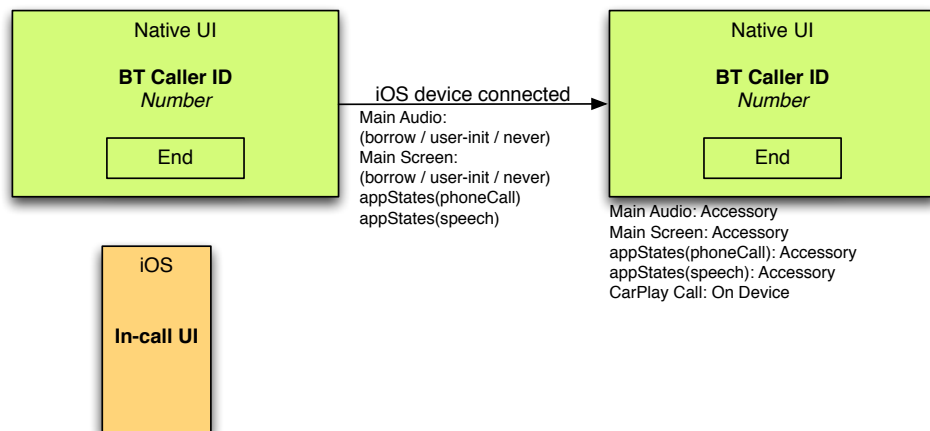 Native UI
BT Caller ID
Number
End
iOS device connected
Main Audio:
(borrow / user-init / never)
Main Screen:
(borrow / user-init / never)
appStates(phoneCall)
appStates(speech)
Native UI
BT Caller ID
Number
End
Main Audio: Accessory
Main Screen: Accessory
appStates(phoneCall): Accessory
appStates(speech): Accessory
CarPlay Call: On Device
iOS
In-call UI